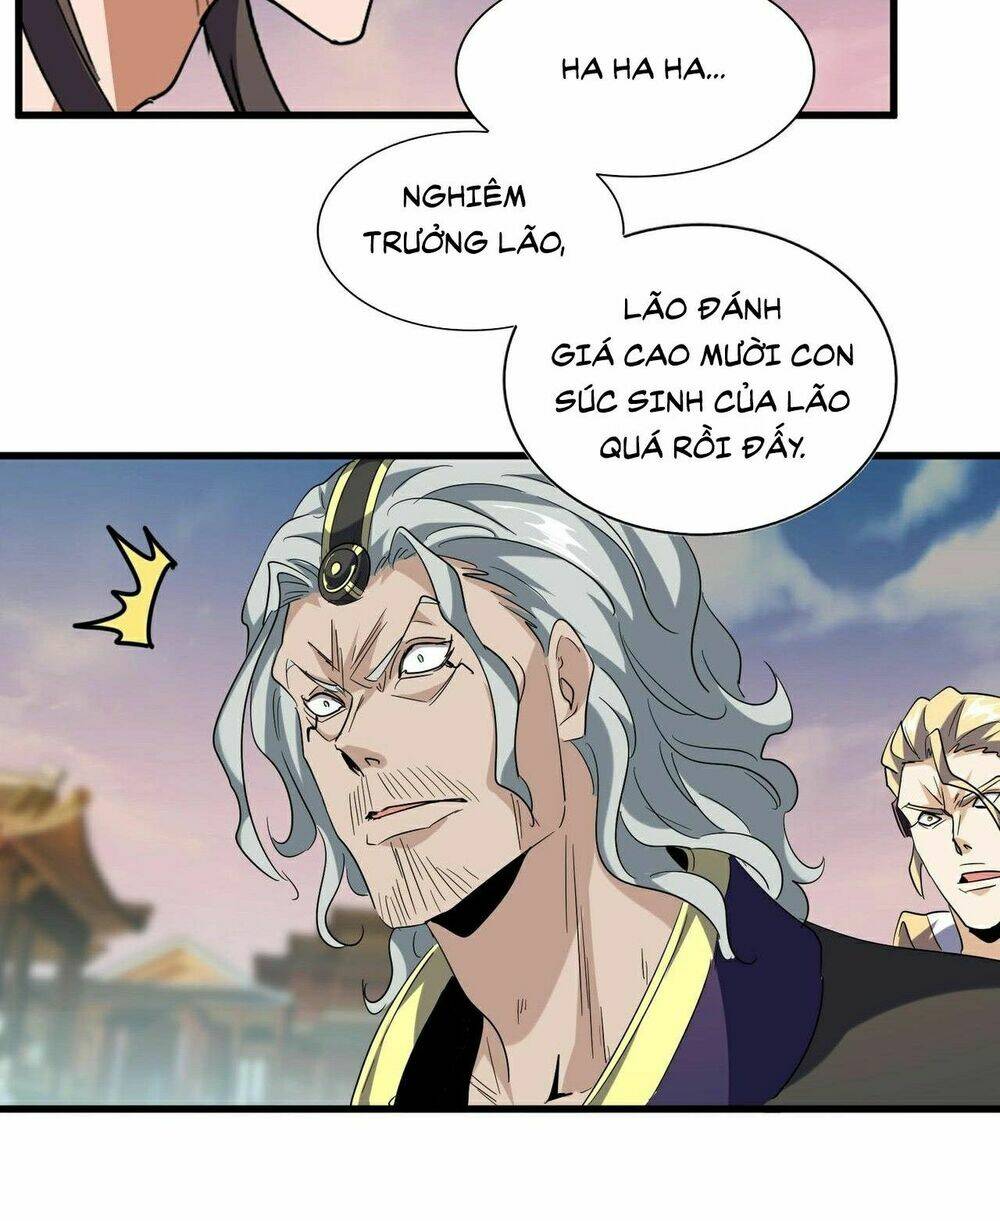 HA HA HA...
NGHIÊM
TRƯỞNG LÃO,
LÃO ĐÁNH
GIÁ CAO MƯỜI CON
SÚC SINH CỦA LÃO
QUÁ RỒI ĐẤY.